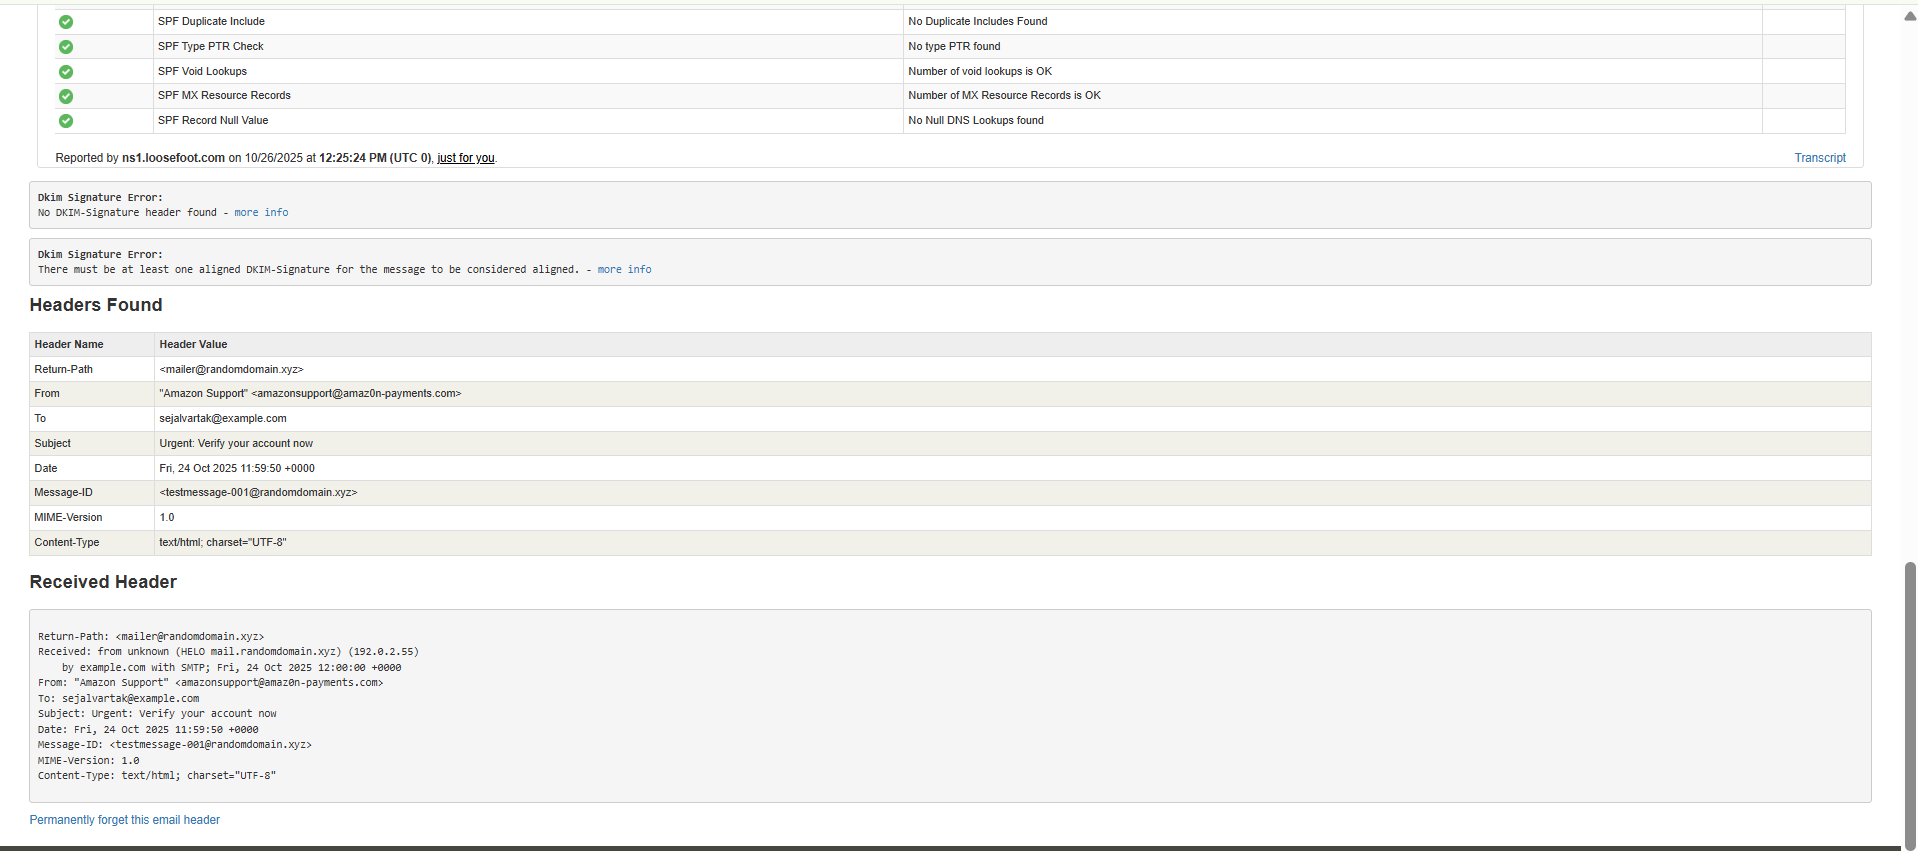 SPF Duplicate Include No Duplicate Includes Found
SPF Type PTR Check No type PTR found
SPF Void Lookups Number of void lookups is OK
SPF MX Resource Records Number of MX Resource Records is OK
SPF Record Null Value No Null DNS Lookups found
Reported by ns1.loosefoot.com on 10/26/2025 at 12:25:24 PM (UTC 0), just for you. Transcript
Dkim Signature Error:
No DKIM-Signature header found - more info
Dkim Signature Error:
There must be at least one aligned DKIM-Signature for the message to be considered aligned. - more info
Headers Found
Header Name Header Value
Return-Path <mailer@randomdomain.xyz>
From "Amazon Support" <amazonsupport@amaz0n-payments.com>
To sejalvartak@example.com
Subject Urgent: Verify your account now
Date Fri, 24 Oct 2025 11:59:50 +0000
Message-ID <testmessage-001@randomdomain.xyz>
MIME-Version 1.0
Content-Type text/html; charset="UTF-8"
Received Header
Return-Path: <mailer@randomdomain.xyz>
Received: from unknown (HELO mail.randomdomain.xyz) (192.0.2.55)
by example.com with SMTP; Fri, 24 Oct 2025 12:00:00 +0000
From: "Amazon Support" <amazonsupport@amaz0n-payments.com>
To: sejalvartak@example.com
Subject: Urgent: Verify your account now
Date: Fri, 24 Oct 2025 11:59:50 +0000
Message-ID: <testmessage-001@randomdomain.xyz>
MIME-Version: 1.0
Content-Type: text/html; charset="UTF-8"
Permanently forget this email header